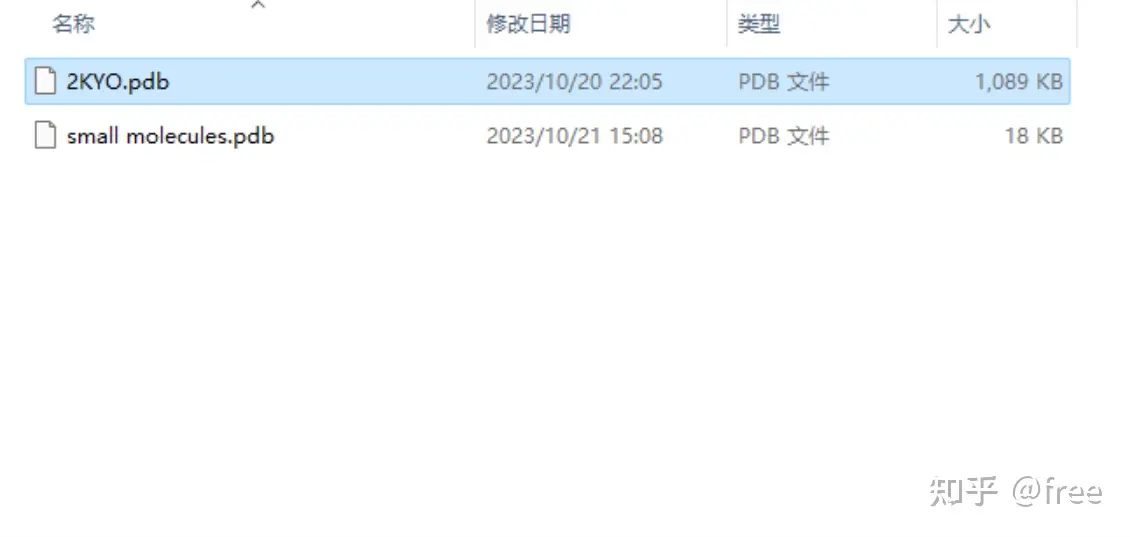 名称 修改日期 类型 大小
2KYO.pdb 2023/10/20 22:05 PDB 文件 1,089 KB
small molecules.pdb 2023/10/21 15:08 PDB 文件 18 KB
知乎 @free